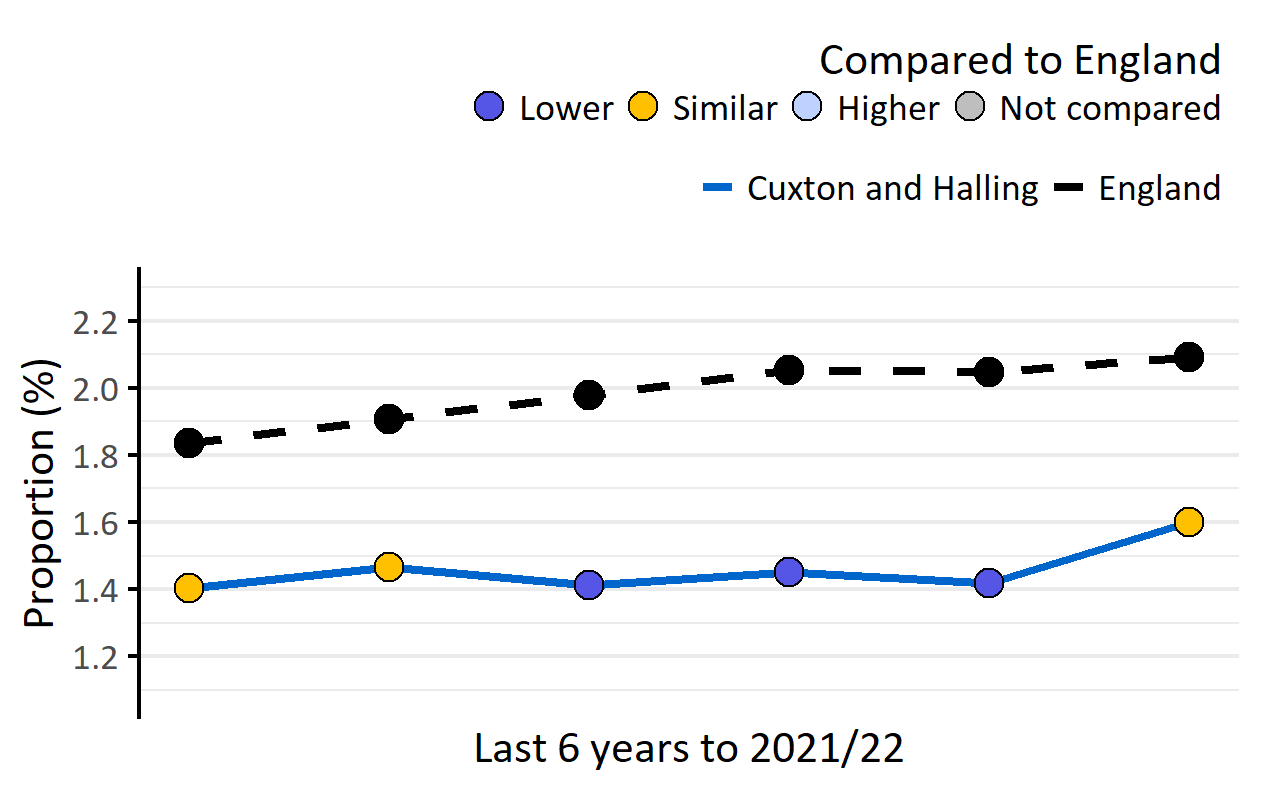 Compared to England
Lower Similar Higher Not compared
Cuxton and Halling England
Proportion (%)
2.2
2.0
1.8
1.6
1.4
1.2
Last 6 years to 2021/22